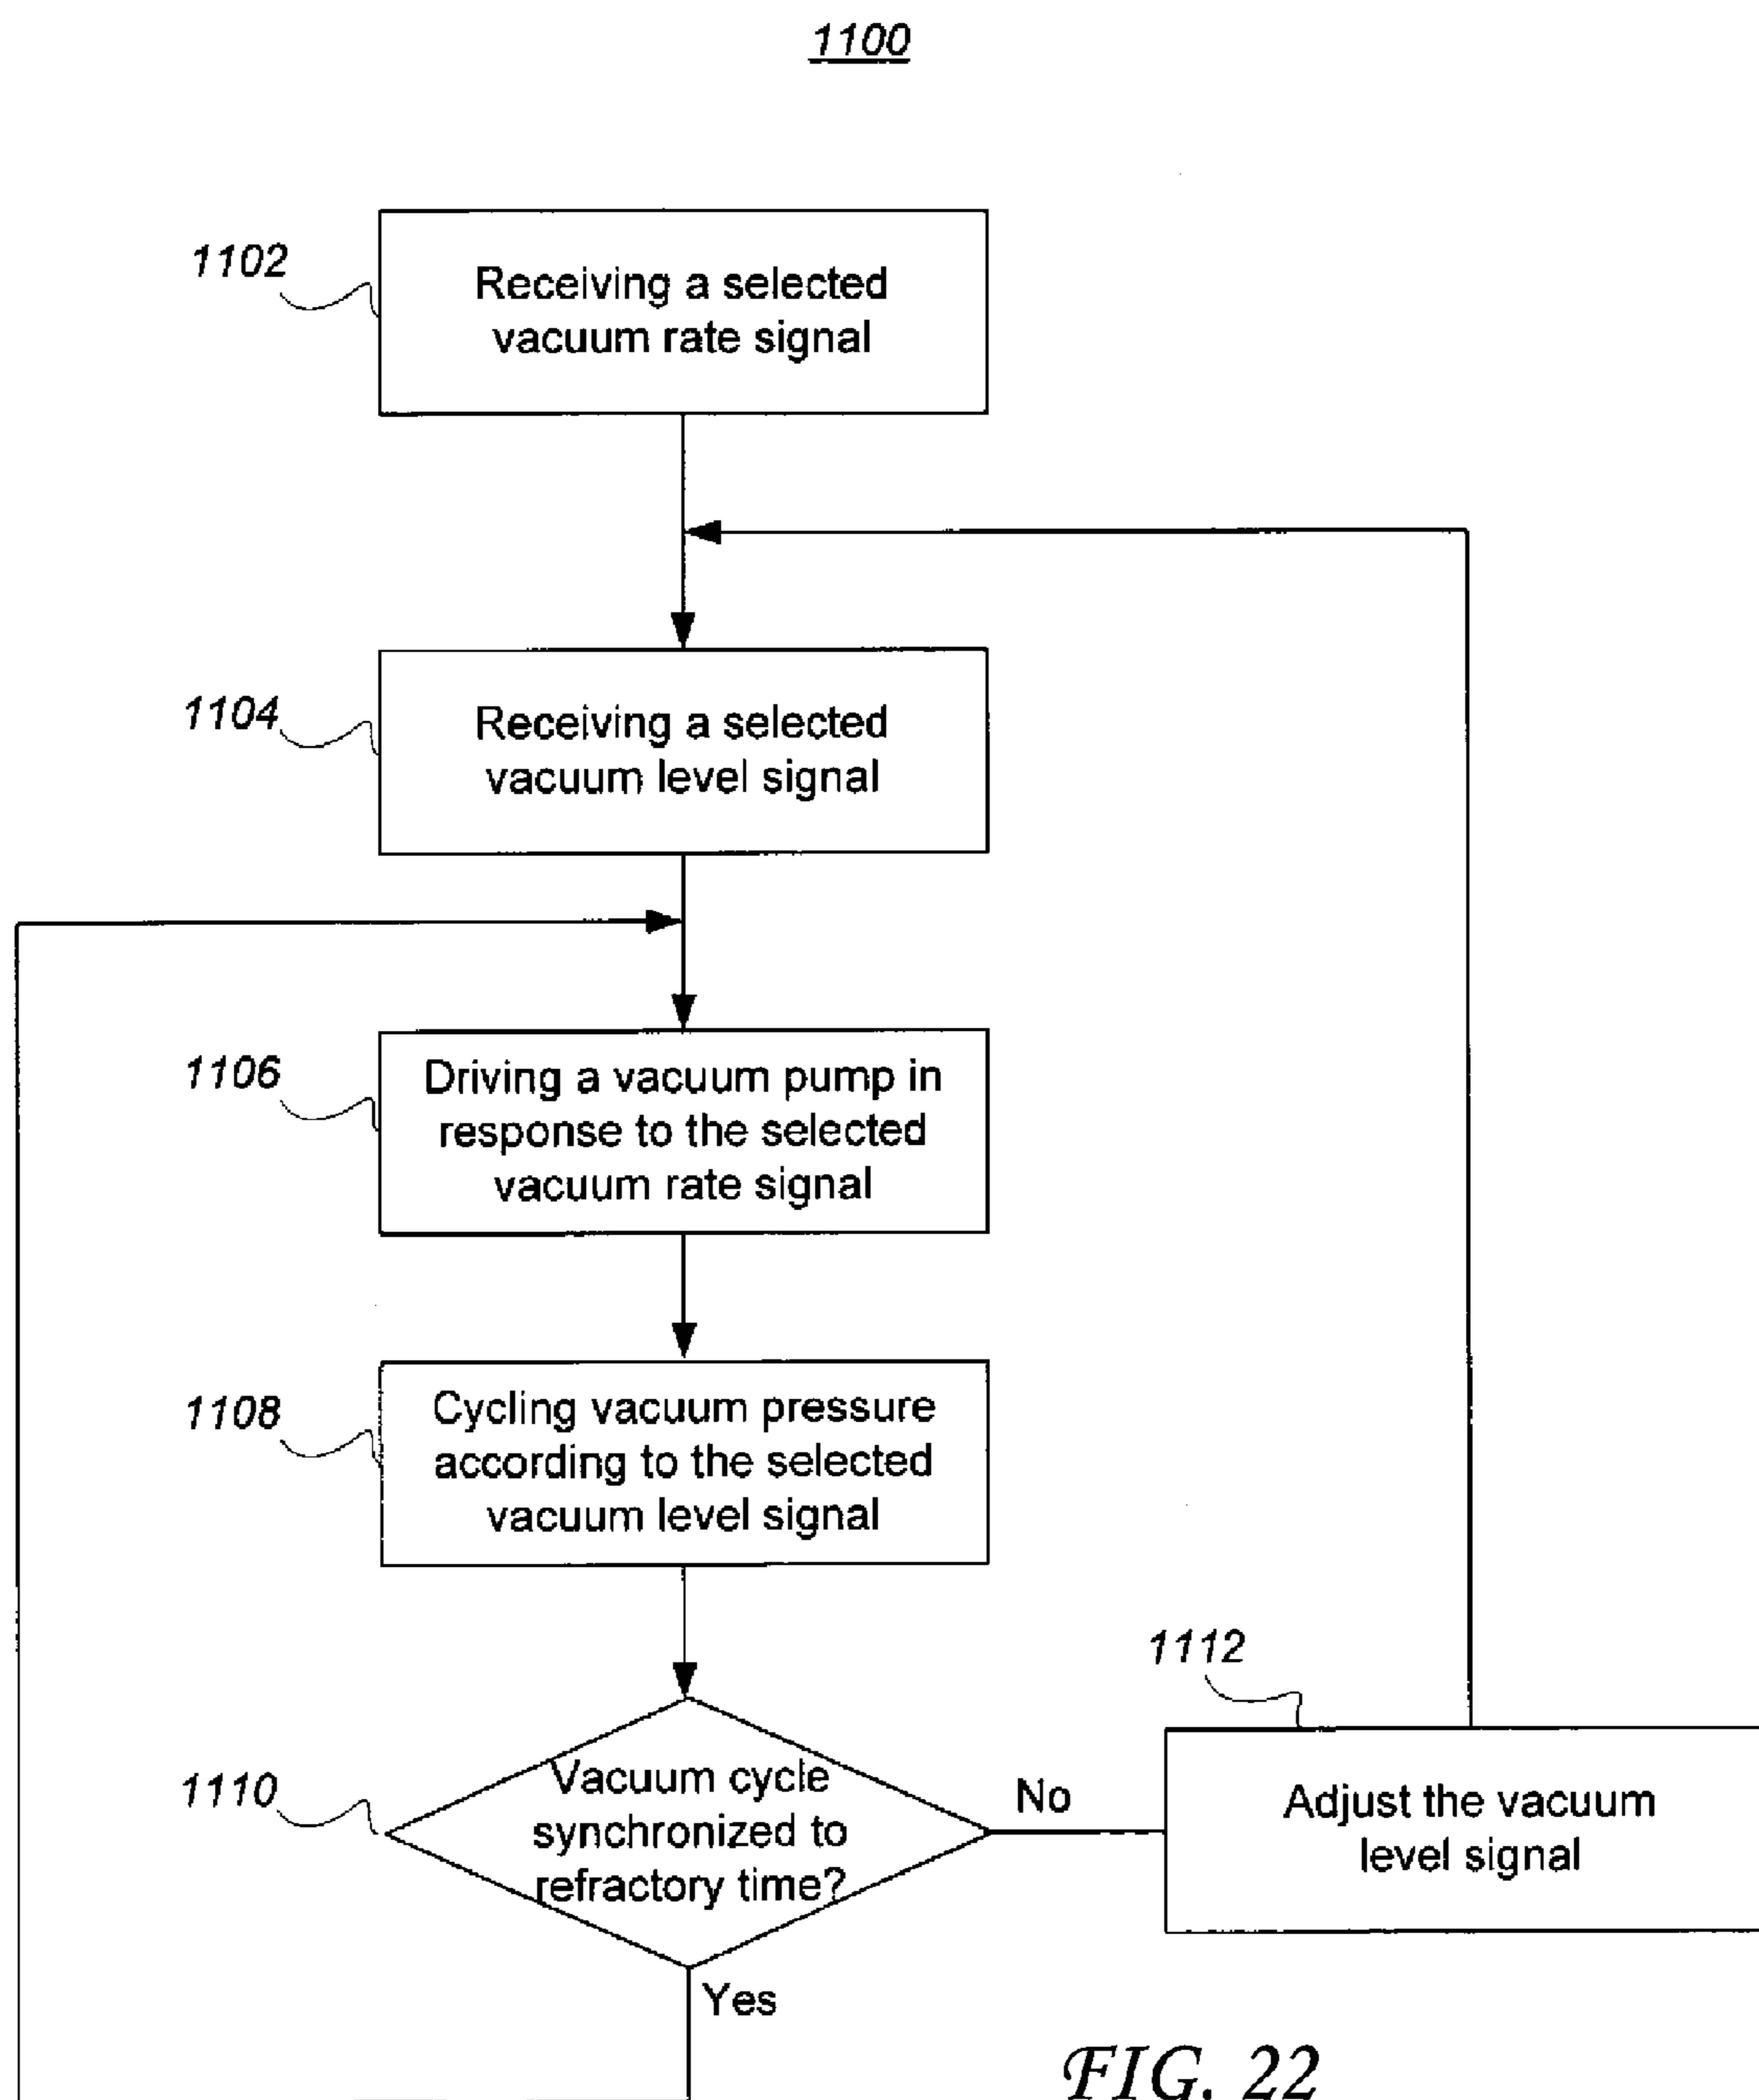 1100
1102
Receiving a selected
vacuum rate signal
1104
Receiving a selected
vacuum level signal
1106
Driving a vacuum pump in
response to the selected
vacuum rate signal
1108
Cycling vacuum pressure
according to the selected
vacuum level signal
1110
Vacuum cycle
synchronized to
refractory time?
No
1112
Adjust the vacuum
level signal
Yes
FIG. 22